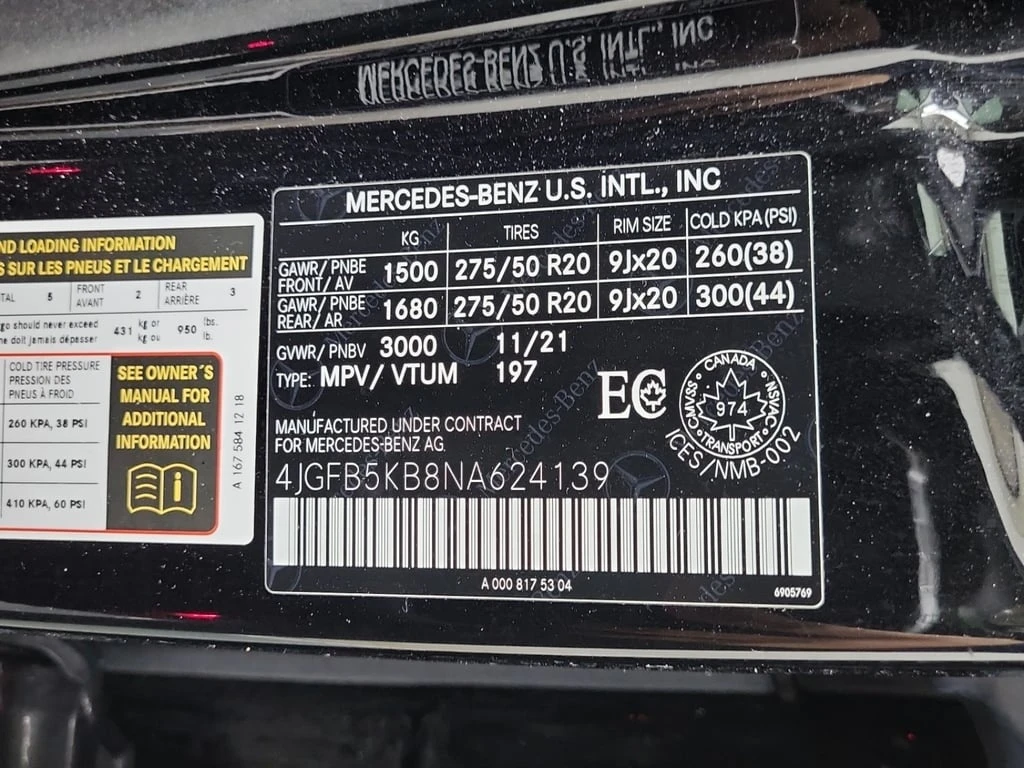 MERCEDES-BENZ U.S. INTL., INC
ND LOADING INFORMATION
S SUR LES PNEUS ET LE CHARGEMENT
TAL 5 FRONT AVANT 2 REAR ARRIÈRE 3
go should never exceed
ne doit jamais dépasser
431 kg or kg ou 950 lbs. lb.
COLD TIRE PRESSURE
PRESSION DES
PNEUS À FROID
260 KPA, 38 PSI
300 KPA, 44 PSI
410 KPA, 60 PSI
SEE OWNER´S
MANUAL FOR
ADDITIONAL
INFORMATION
A 167 584 12 18
MERCEDES-BENZ U.S. INTL., INC
KG TIRES RIM SIZE COLD KPA (PSI)
GAWR/PNBE FRONT/AV 1500 275/50 R20 9Jx20 260(38)
GAWR/PNBE REAR/AR 1680 275/50 R20 9Jx20 300(44)
GVWR/PNBV 3000 11/21
TYPE: MPV/VTUM 197
MANUFACTURED UNDER CONTRACT
FOR MERCEDES-BENZ AG.
EC
CANADA
CMVSS NSVAC
974
TRANSPORT
ICES/NMB-002
4JGFB5KB8NA624139
A 000 817 53 04
6905769
Mercedes-Benz